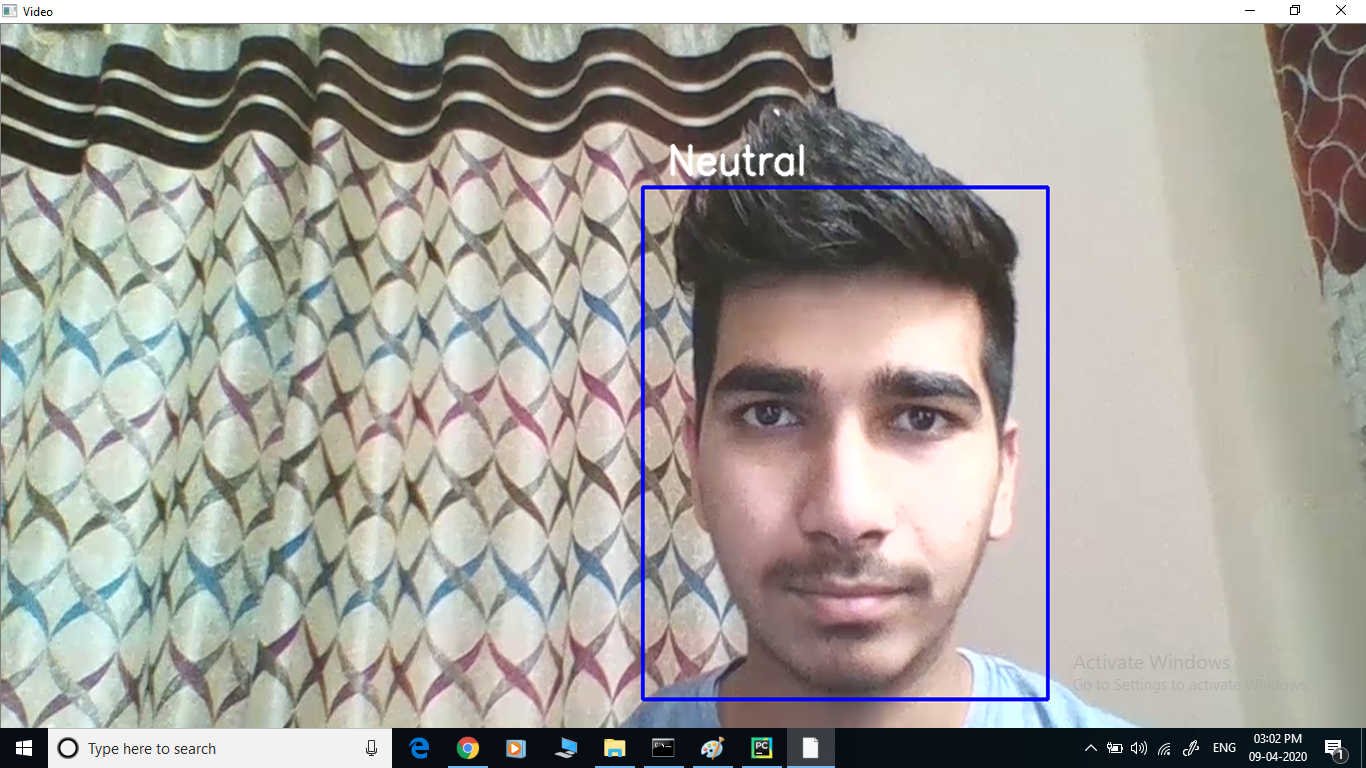 Video
Neutral
Activate Windows
Go to Settings to activate Windows.
Type here to search
PC
ENG
03:02 PM
09-04-2020
1